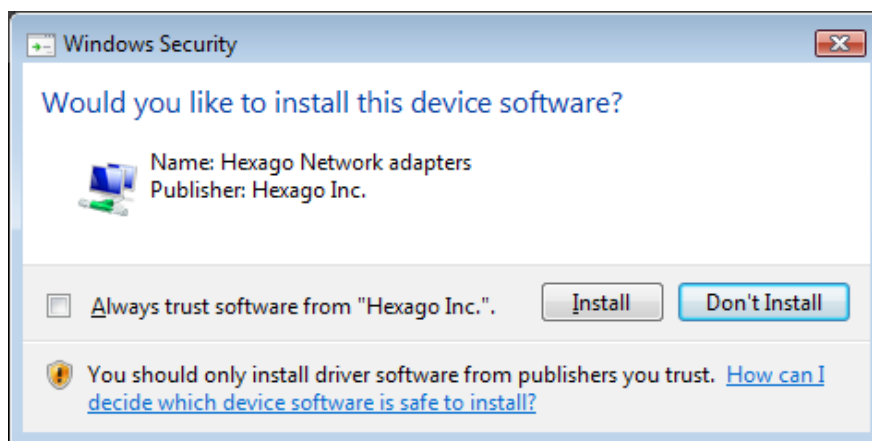 Windows Security
Would you like to install this device software?
Name: Hexago Network adapters
Publisher: Hexago Inc.
Always trust software from "Hexago Inc.".
Install
Don't Install
You should only install driver software from publishers you trust. How can I
decide which device software is safe to install?